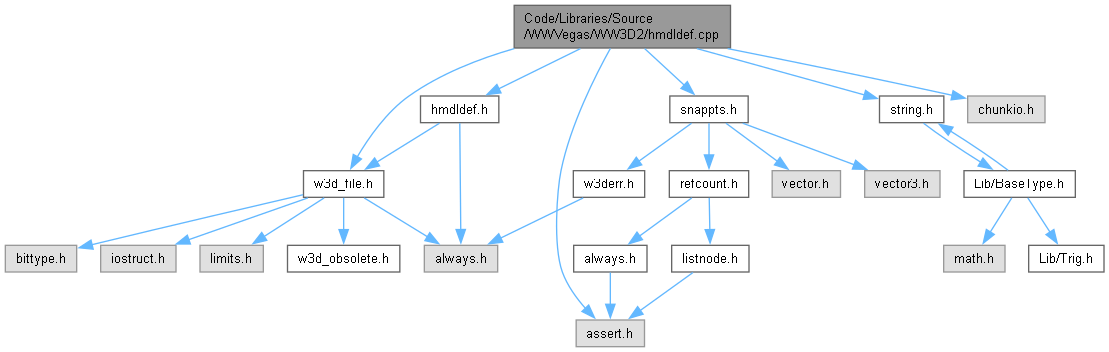 Code/Libraries/Source
/WWVegas/WW3D2/hmdldef.cpp
hmdldef.h
snappts.h
string.h
chunkio.h
w3d_file.h
w3derr.h
refcount.h
vector.h
vector3.h
Lib/BaseType.h
bittype.h
iostruct.h
limits.h
w3d_obsolete.h
always.h
always.h
listnode.h
math.h
Lib/Trig.h
assert.h